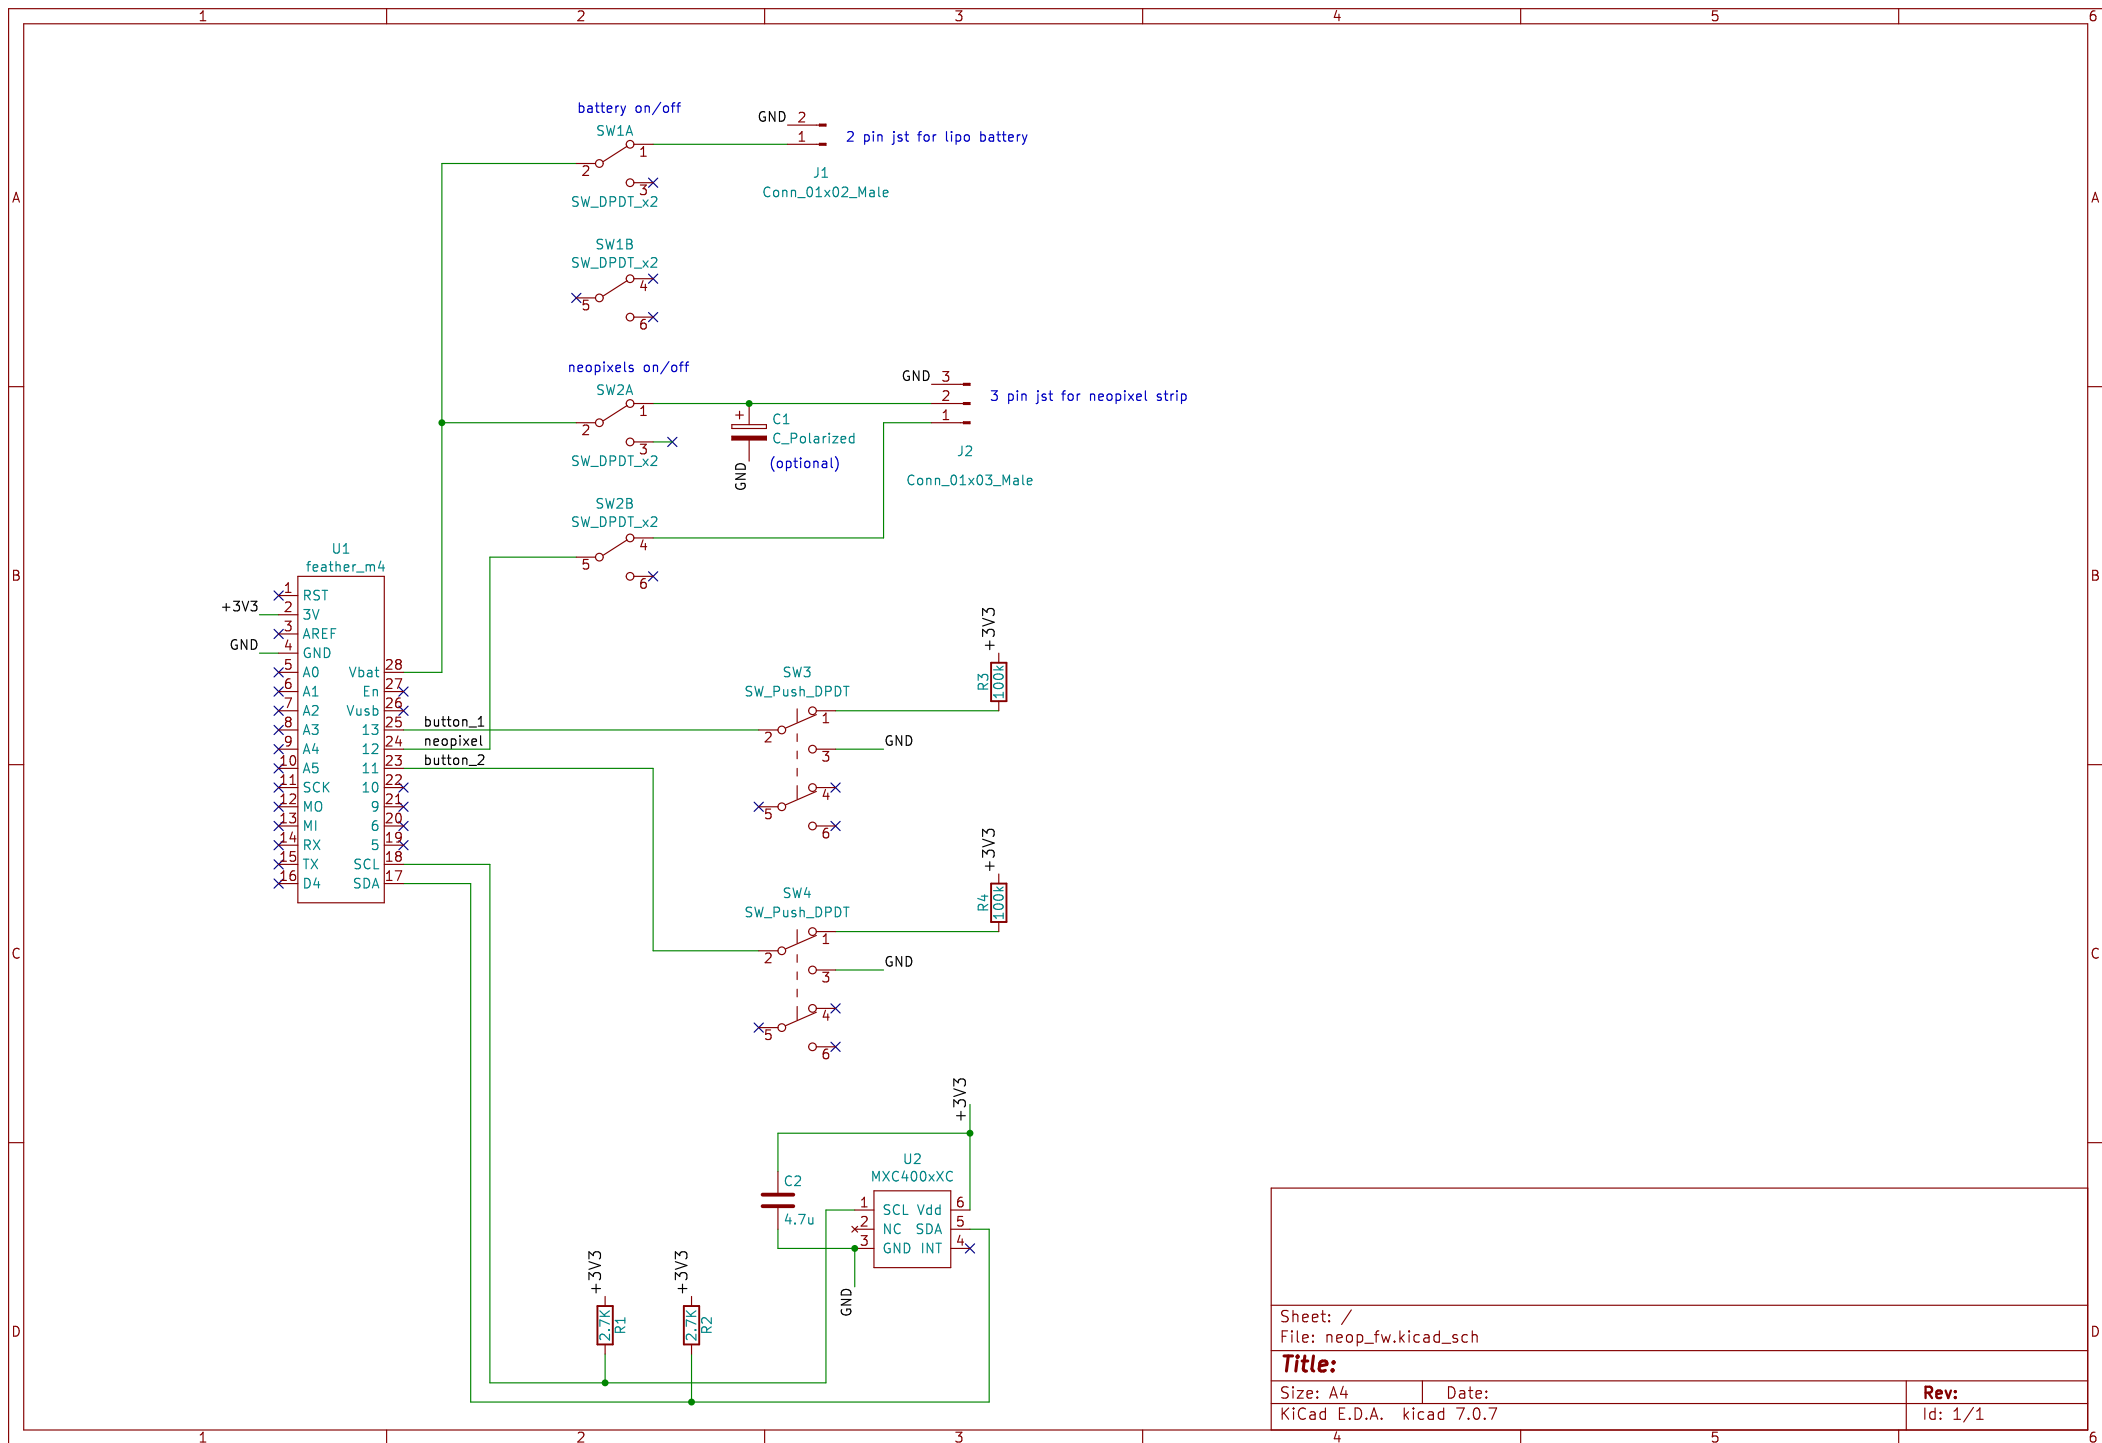 1 2 3 4 5 6
battery on/off
SW1A
GND 2
1
2 pin jst for lipo battery
1
2
3
SW_DPDT_x2
J1
Conn_01x02_Male
A A
SW1B
SW_DPDT_x2
4
5
6
neopixels on/off
SW2A
GND 3
2
1
3 pin jst for neopixel strip
1
2
3
SW_DPDT_x2
+
C1
C_Polarized
(optional)
GND
J2
Conn_01x03_Male
SW2B
SW_DPDT_x2
4
5
6
B B
U1
feather_m4
1 RST
+3V3 2 3V
3 AREF
GND 4 GND
5 A0 Vbat 28
6 A1 En 27
7 A2 Vusb 26
8 A3 13 25 button_1
9 A4 12 24 neopixel
10 A5 11 23 button_2
11 SCK 10 22
12 MO 9 21
13 MI 6 20
14 RX 5 19
15 TX SCL 18
16 D4 SDA 17
+3V3
R3
100k
SW3
SW_Push_DPDT
1
2
3
GND
4
5
6
+3V3
R4
100k
SW4
SW_Push_DPDT
1
2
3
GND
4
5
6
C C
+3V3
U2
MXC400xXC
C2
4.7u
1 SCL Vdd 6
2 NC SDA 5
3 GND INT 4
GND
+3V3
2.7K
R1
+3V3
2.7K
R2
D D
Sheet: /
File: neop_fw.kicad_sch
Title:
Size: A4 Date: Rev:
KiCad E.D.A. kicad 7.0.7 Id: 1/1
1 2 3 4 5 6